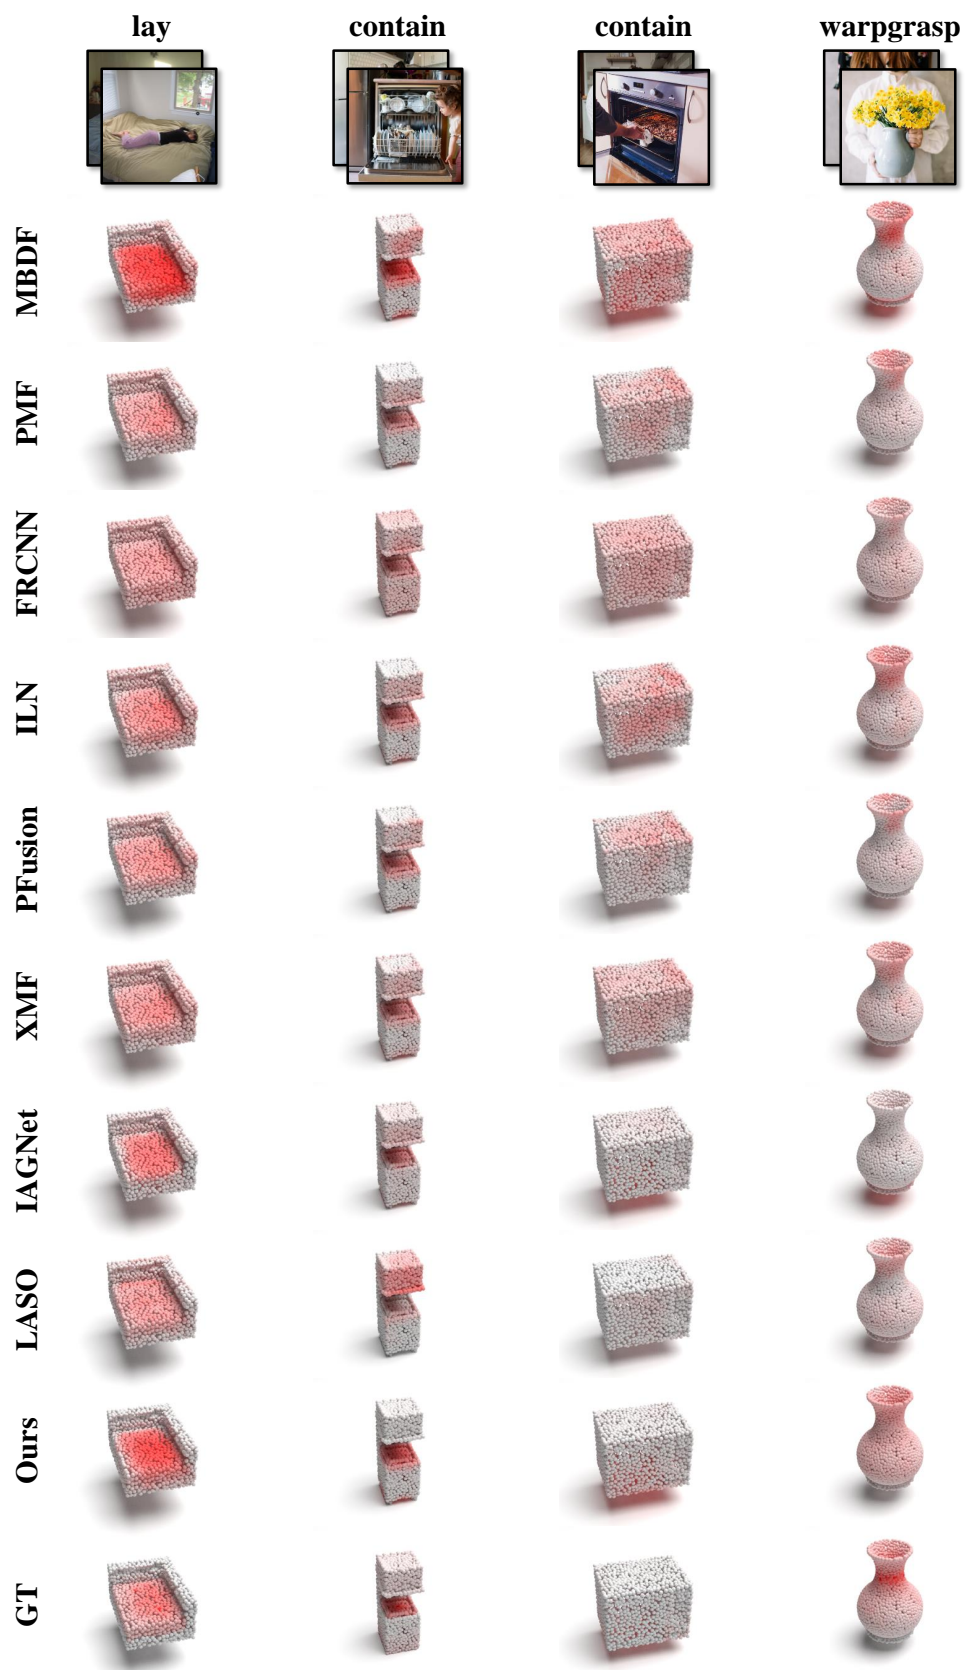 lay contain contain warpgrasp
MBDF
PMF
FRCNN
ILN
PFusion
XMF
IAGNet
LASO
Ours
GT